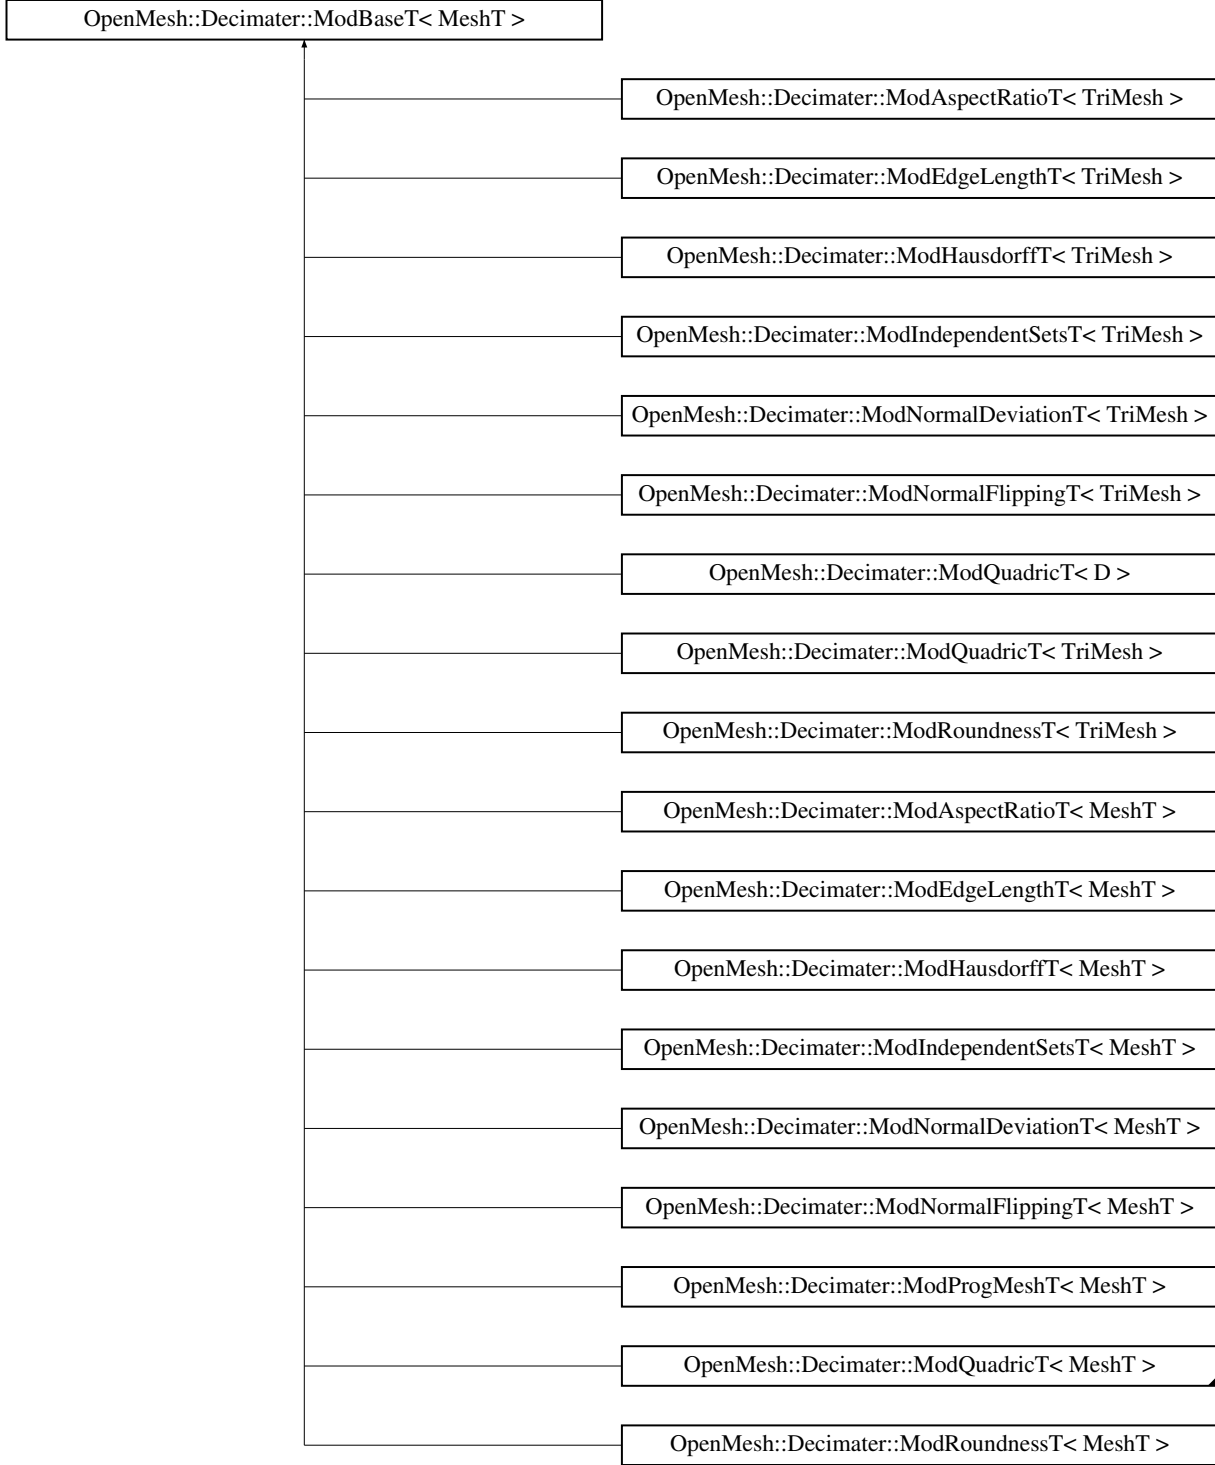 OpenMesh::Decimater::ModBaseT< MeshT >
OpenMesh::Decimater::ModAspectRatioT< TriMesh >
OpenMesh::Decimater::ModEdgeLengthT< TriMesh >
OpenMesh::Decimater::ModHausdorffT< TriMesh >
OpenMesh::Decimater::ModIndependentSetsT< TriMesh >
OpenMesh::Decimater::ModNormalDeviationT< TriMesh >
OpenMesh::Decimater::ModNormalFlippingT< TriMesh >
OpenMesh::Decimater::ModQuadricT< D >
OpenMesh::Decimater::ModQuadricT< TriMesh >
OpenMesh::Decimater::ModRoundnessT< TriMesh >
OpenMesh::Decimater::ModAspectRatioT< MeshT >
OpenMesh::Decimater::ModEdgeLengthT< MeshT >
OpenMesh::Decimater::ModHausdorffT< MeshT >
OpenMesh::Decimater::ModIndependentSetsT< MeshT >
OpenMesh::Decimater::ModNormalDeviationT< MeshT >
OpenMesh::Decimater::ModNormalFlippingT< MeshT >
OpenMesh::Decimater::ModProgMeshT< MeshT >
OpenMesh::Decimater::ModQuadricT< MeshT >
OpenMesh::Decimater::ModRoundnessT< MeshT >